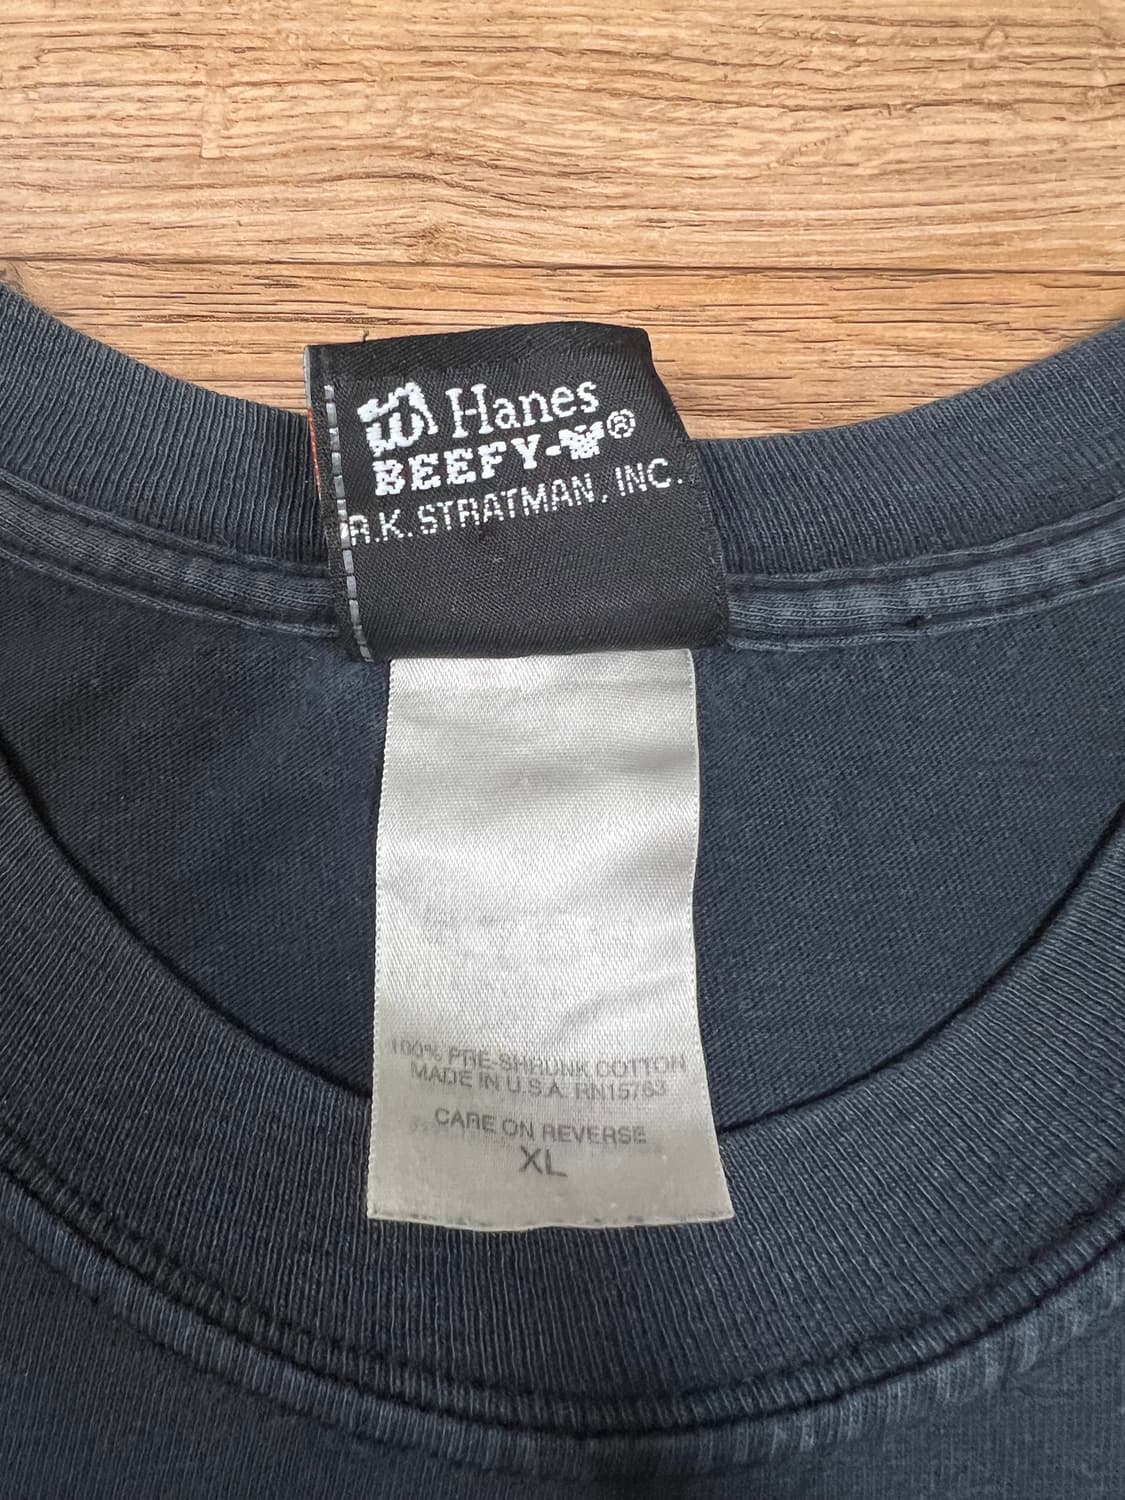 Hanes
BEEFY-T®
R.K. STRATMAN, INC.
100% PRE-SHRUNK COTTON
MADE IN U.S.A. RN15763
CARE ON REVERSE
XL